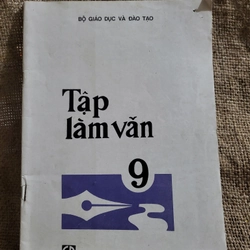 BỘ GIÁO DỤC VÀ ĐÀO TẠO
Tập
làm văn
9